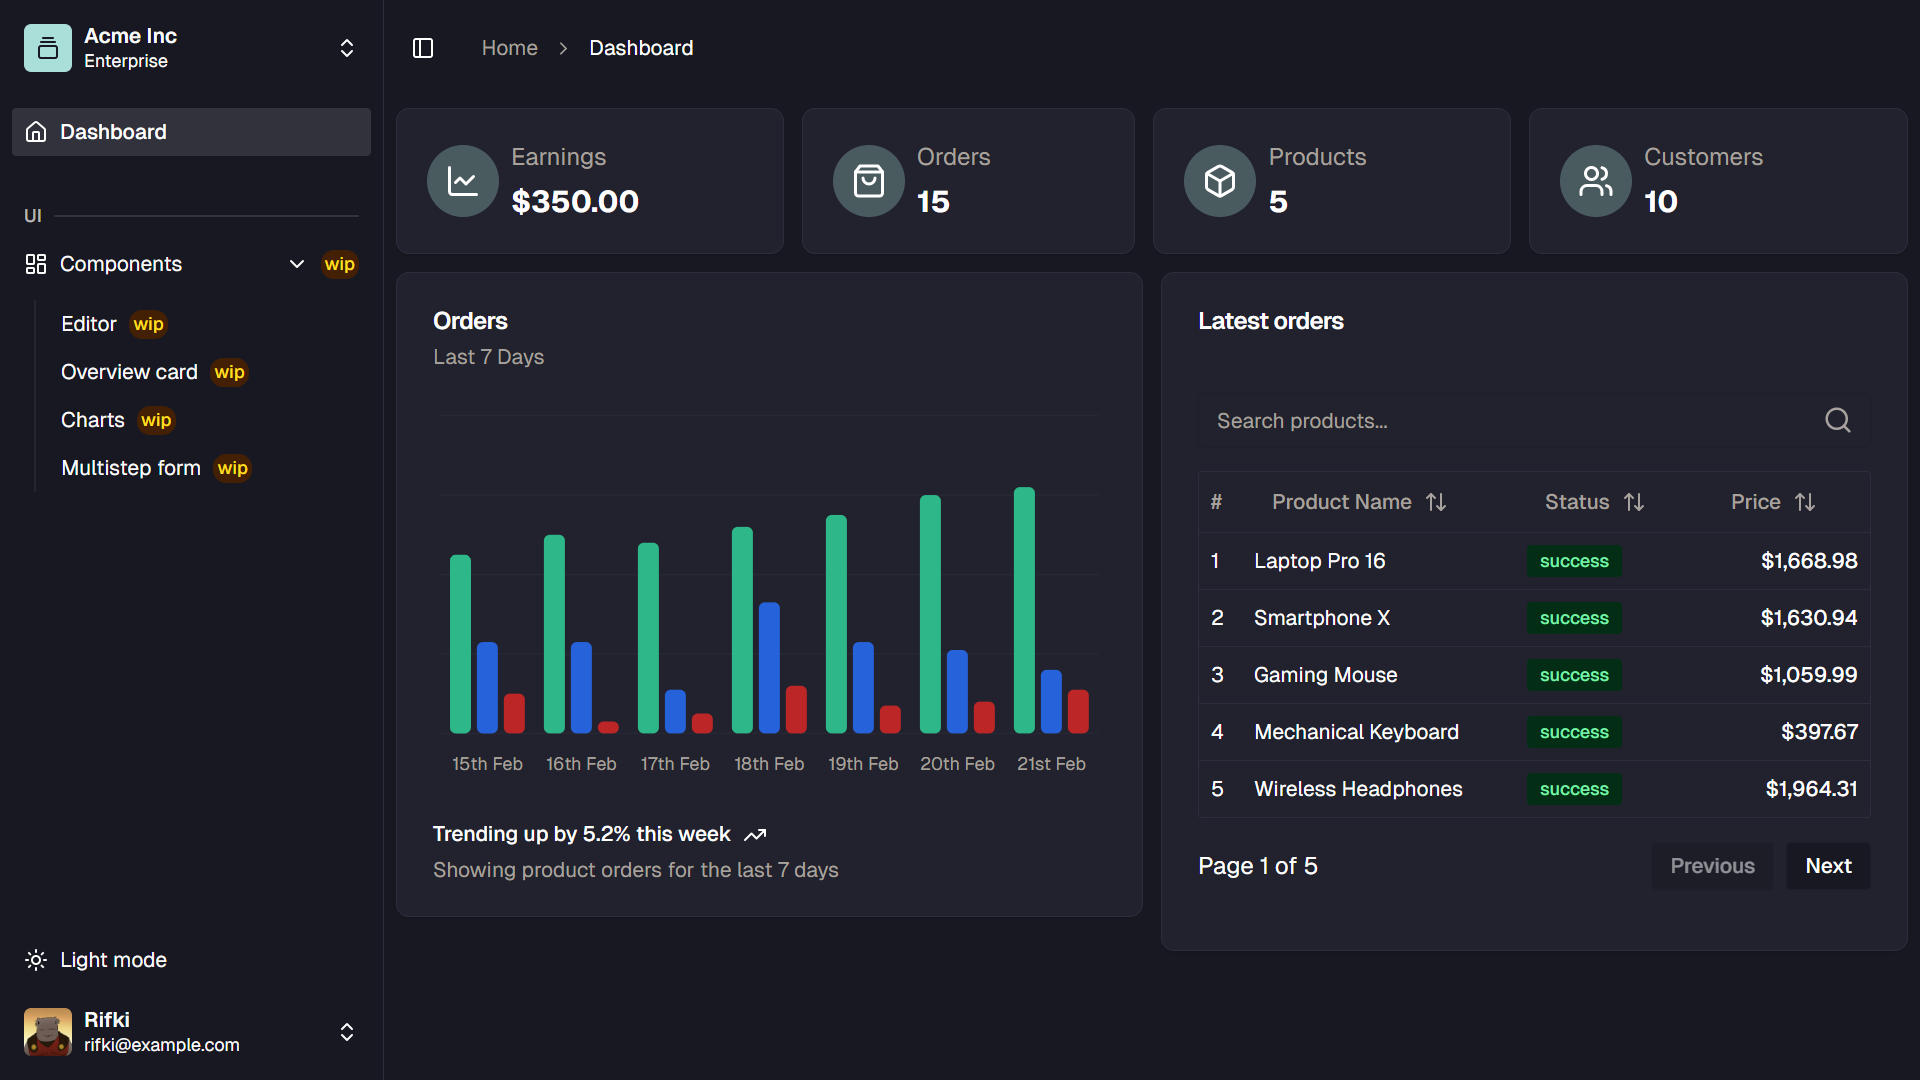 Acme Inc
Enterprise
Dashboard
UI
Components wip
Editor wip
Overview card wip
Charts wip
Multistep form wip
Light mode
Rifki
rifki@example.com
Home Dashboard
Earnings
$350.00
Orders
15
Products
5
Customers
10
Orders
Last 7 Days
15th Feb 16th Feb 17th Feb 18th Feb 19th Feb 20th Feb 21st Feb
Trending up by 5.2% this week
Showing product orders for the last 7 days
Latest orders
Search products...
# Product Name Status Price
1 Laptop Pro 16 success $1,668.98
2 Smartphone X success $1,630.94
3 Gaming Mouse success $1,059.99
4 Mechanical Keyboard success $397.67
5 Wireless Headphones success $1,964.31
Page 1 of 5 Previous Next